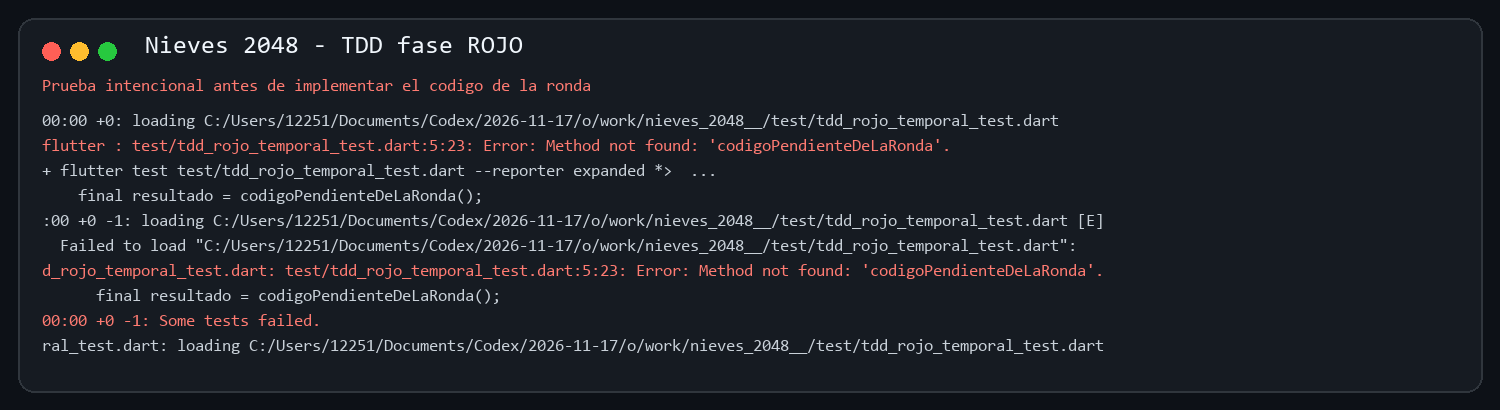 Nieves 2048 - TDD fase ROJO
Prueba intencional antes de implementar el codigo de la ronda
00:00 +0: loading C:/Users/12251/Documents/Codex/2026-11-17/o/work/nieves_2048__/test/tdd_rojo_temporal_test.dart
flutter : test/tdd_rojo_temporal_test.dart:5:23: Error: Method not found: 'codigoPendienteDeLaRonda'.
+ flutter test test/tdd_rojo_temporal_test.dart --reporter expanded *>  ...
    final resultado = codigoPendienteDeLaRonda();
:00 +0 -1: loading C:/Users/12251/Documents/Codex/2026-11-17/o/work/nieves_2048__/test/tdd_rojo_temporal_test.dart [E]
  Failed to load "C:/Users/12251/Documents/Codex/2026-11-17/o/work/nieves_2048__/test/tdd_rojo_temporal_test.dart":
d_rojo_temporal_test.dart: test/tdd_rojo_temporal_test.dart:5:23: Error: Method not found: 'codigoPendienteDeLaRonda'.
      final resultado = codigoPendienteDeLaRonda();
00:00 +0 -1: Some tests failed.
ral_test.dart: loading C:/Users/12251/Documents/Codex/2026-11-17/o/work/nieves_2048__/test/tdd_rojo_temporal_test.dart